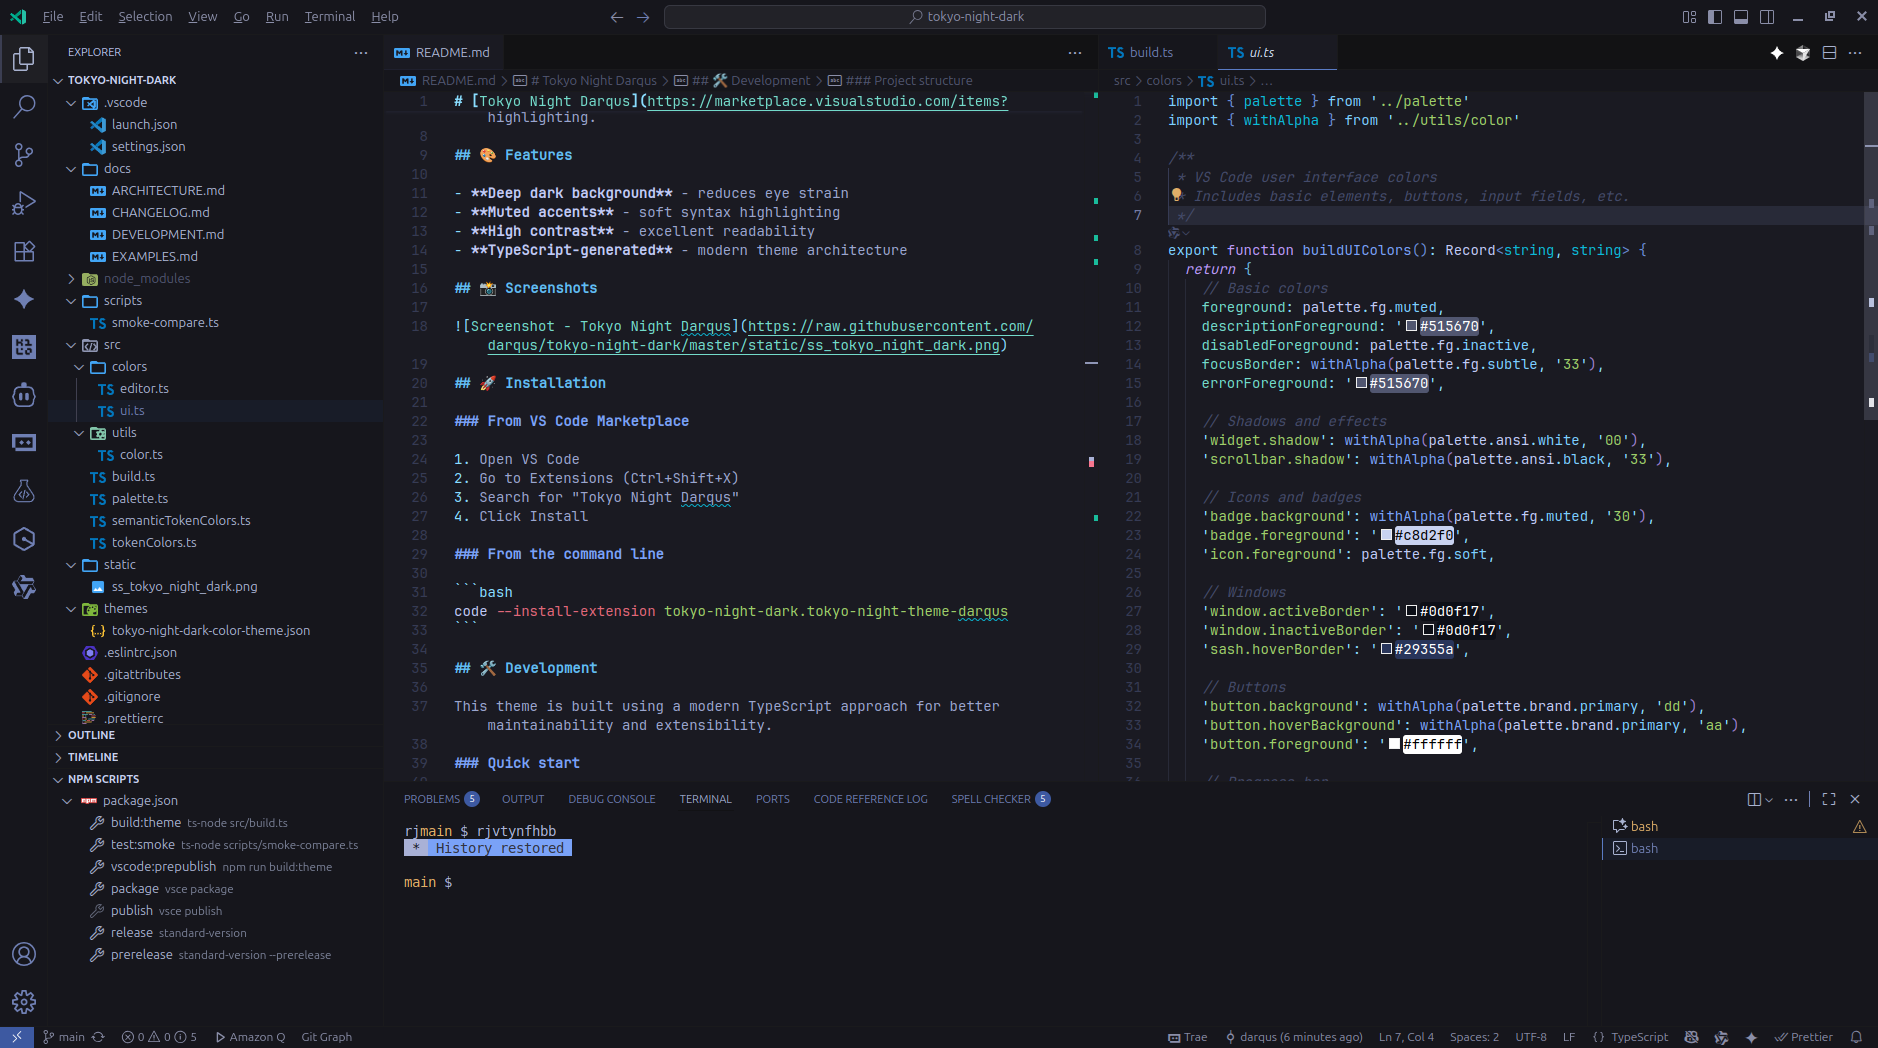 File Edit Selection View Go Run Terminal Help
tokyo-night-dark
EXPLORER
TOKYO-NIGHT-DARK
.vscode
launch.json
settings.json
docs
ARCHITECTURE.md
CHANGELOG.md
DEVELOPMENT.md
EXAMPLES.md
node_modules
scripts
TS smoke-compare.ts
src
colors
TS editor.ts
TS ui.ts
utils
TS color.ts
TS build.ts
TS palette.ts
TS semanticTokenColors.ts
TS tokenColors.ts
static
ss_tokyo_night_dark.png
themes
{..} tokyo-night-dark-color-theme.json
.eslintrc.json
.gitattributes
.gitignore
.prettierrc
OUTLINE
TIMELINE
NPM SCRIPTS
package.json
build:theme ts-node src/build.ts
test:smoke ts-node scripts/smoke-compare.ts
vscode:prepublish npm run build:theme
package vsce package
publish vsce publish
release standard-version
prerelease standard-version --prerelease
README.md
README.md > # Tokyo Night Darqus > ## 🛠️ Development > ### Project structure
1 # [Tokyo Night Darqus](https://marketplace.visualstudio.com/items?
highlighting.
8
9 ## 🎨 Features
10
11 - **Deep dark background** - reduces eye strain
12 - **Muted accents** - soft syntax highlighting
13 - **High contrast** - excellent readability
14 - **TypeScript-generated** - modern theme architecture
15
16 ## 📸 Screenshots
17
18 ![Screenshot - Tokyo Night Darqus](https://raw.githubusercontent.com/
darqus/tokyo-night-dark/master/static/ss_tokyo_night_dark.png)
19
20 ## 🚀 Installation
21
22 ### From VS Code Marketplace
23
24 1. Open VS Code
25 2. Go to Extensions (Ctrl+Shift+X)
26 3. Search for "Tokyo Night Darqus"
27 4. Click Install
28
29 ### From the command line
30
31 ```bash
32 code --install-extension tokyo-night-dark.tokyo-night-theme-darqus
33 ```
34
35 ## 🛠️ Development
36
37 This theme is built using a modern TypeScript approach for better
maintainability and extensibility.
38
39 ### Quick start
TS build.ts
TS ui.ts
src > colors > TS ui.ts > ...
1 import { palette } from '../palette'
2 import { withAlpha } from '../utils/color'
3
4 /**
5 * VS Code user interface colors
6 * Includes basic elements, buttons, input fields, etc.
7 */
8 export function buildUIColors(): Record<string, string> {
9 return {
10 // Basic colors
11 foreground: palette.fg.muted,
12 descriptionForeground: '#515670',
13 disabledForeground: palette.fg.inactive,
14 focusBorder: withAlpha(palette.fg.subtle, '33'),
15 errorForeground: '#515670',
16
17 // Shadows and effects
18 'widget.shadow': withAlpha(palette.ansi.white, '00'),
19 'scrollbar.shadow': withAlpha(palette.ansi.black, '33'),
20
21 // Icons and badges
22 'badge.background': withAlpha(palette.fg.muted, '30'),
23 'badge.foreground': '#c8d2f0',
24 'icon.foreground': palette.fg.soft,
25
26 // Windows
27 'window.activeBorder': '#0d0f17',
28 'window.inactiveBorder': '#0d0f17',
29 'sash.hoverBorder': '#29355a',
30
31 // Buttons
32 'button.background': withAlpha(palette.brand.primary, 'dd'),
33 'button.hoverBackground': withAlpha(palette.brand.primary, 'aa'),
34 'button.foreground': '#ffffff',
35
PROBLEMS 5 OUTPUT DEBUG CONSOLE TERMINAL PORTS CODE REFERENCE LOG SPELL CHECKER 5
rjmain $ rjvtynfhbb
* History restored
main $
bash
bash
main 0 0 5 Amazon Q Git Graph
Trae darqus (6 minutes ago) Ln 7, Col 4 Spaces: 2 UTF-8 LF {} TypeScript Prettier